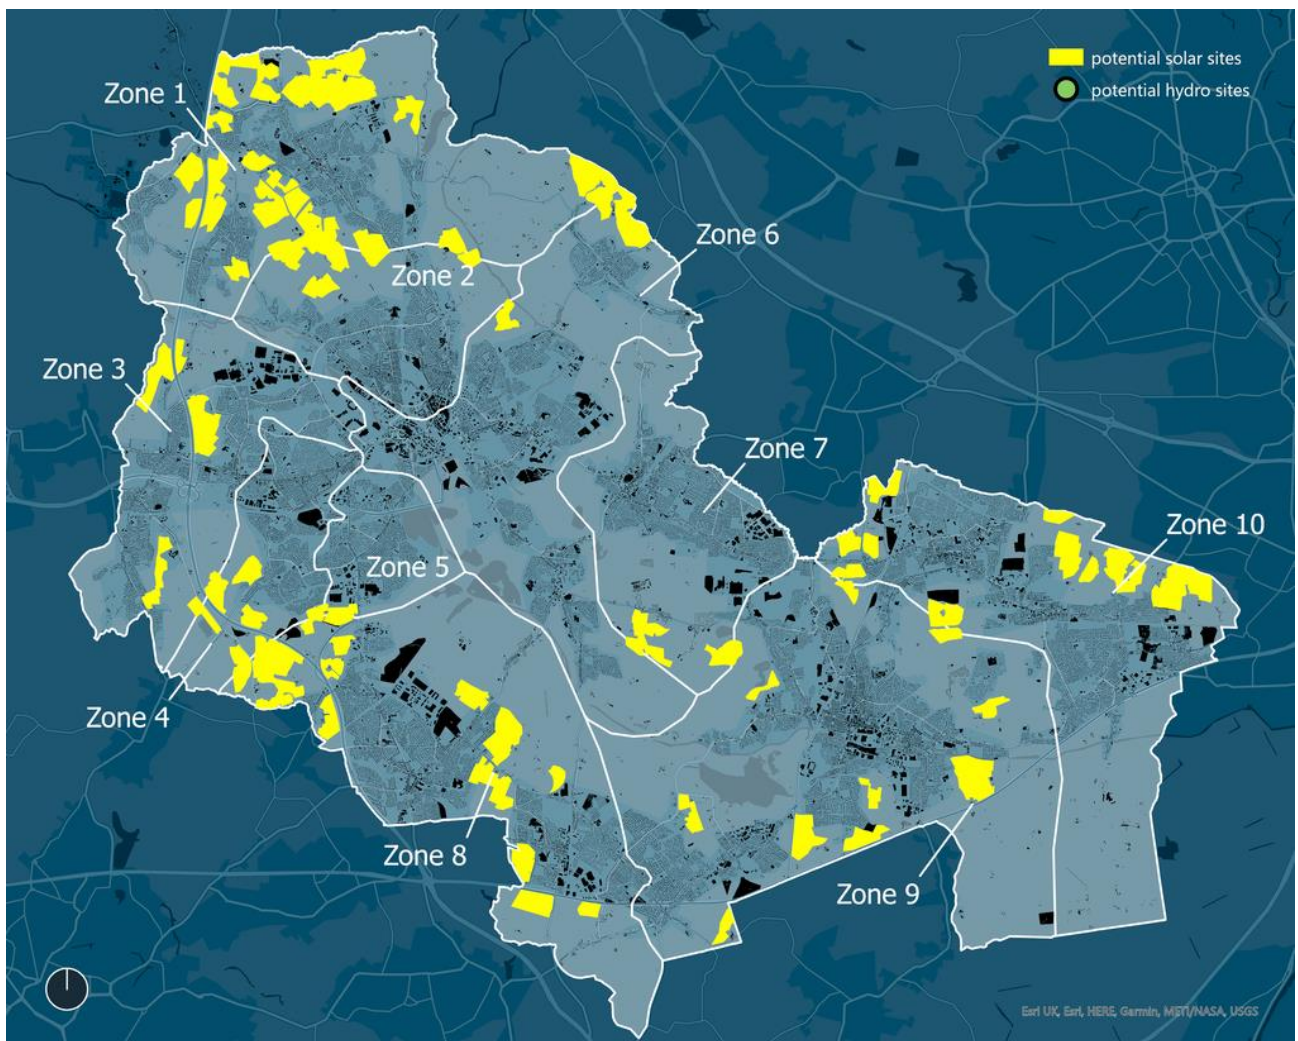 potential solar sites
potential hydro sites
Zone 1
Zone 6
Zone 2
Zone 3
Zone 7
Zone 10
Zone 5
Zone 4
Zone 8
Zone 9
Esri UK, Esri, HERE, Garmin, METI/NASA, USGS